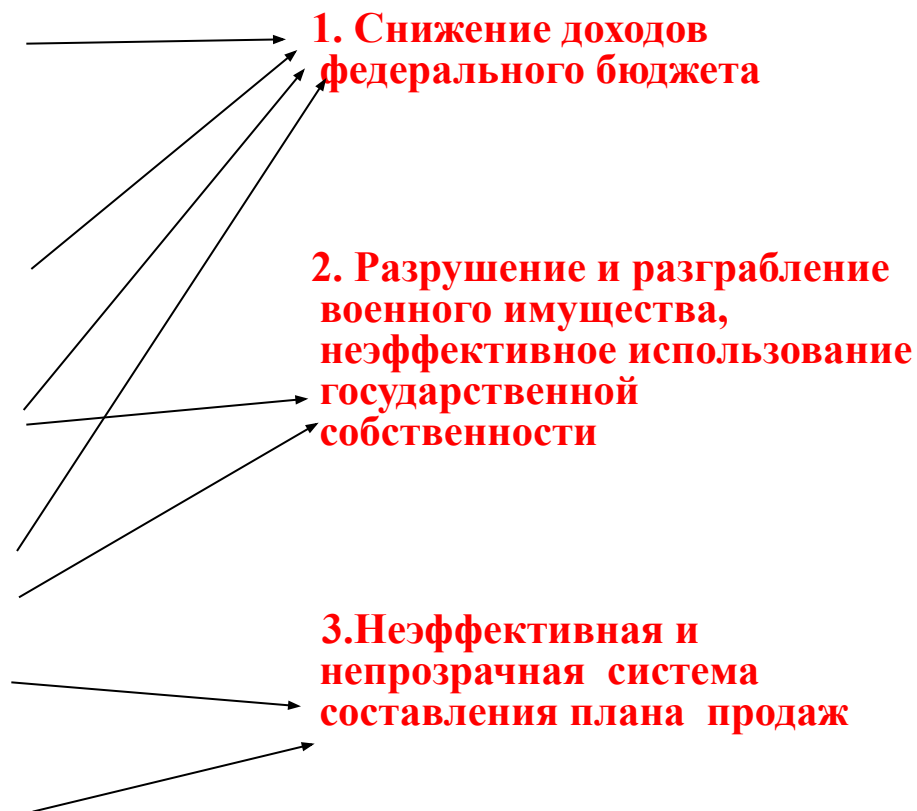 1. Снижение доходов
федерального бюджета
2. Разрушение и разграбление
военного имущества,
неэффективное использование
государственной
собственности
3.Неэффективная и
непрозрачная система
составления плана продаж